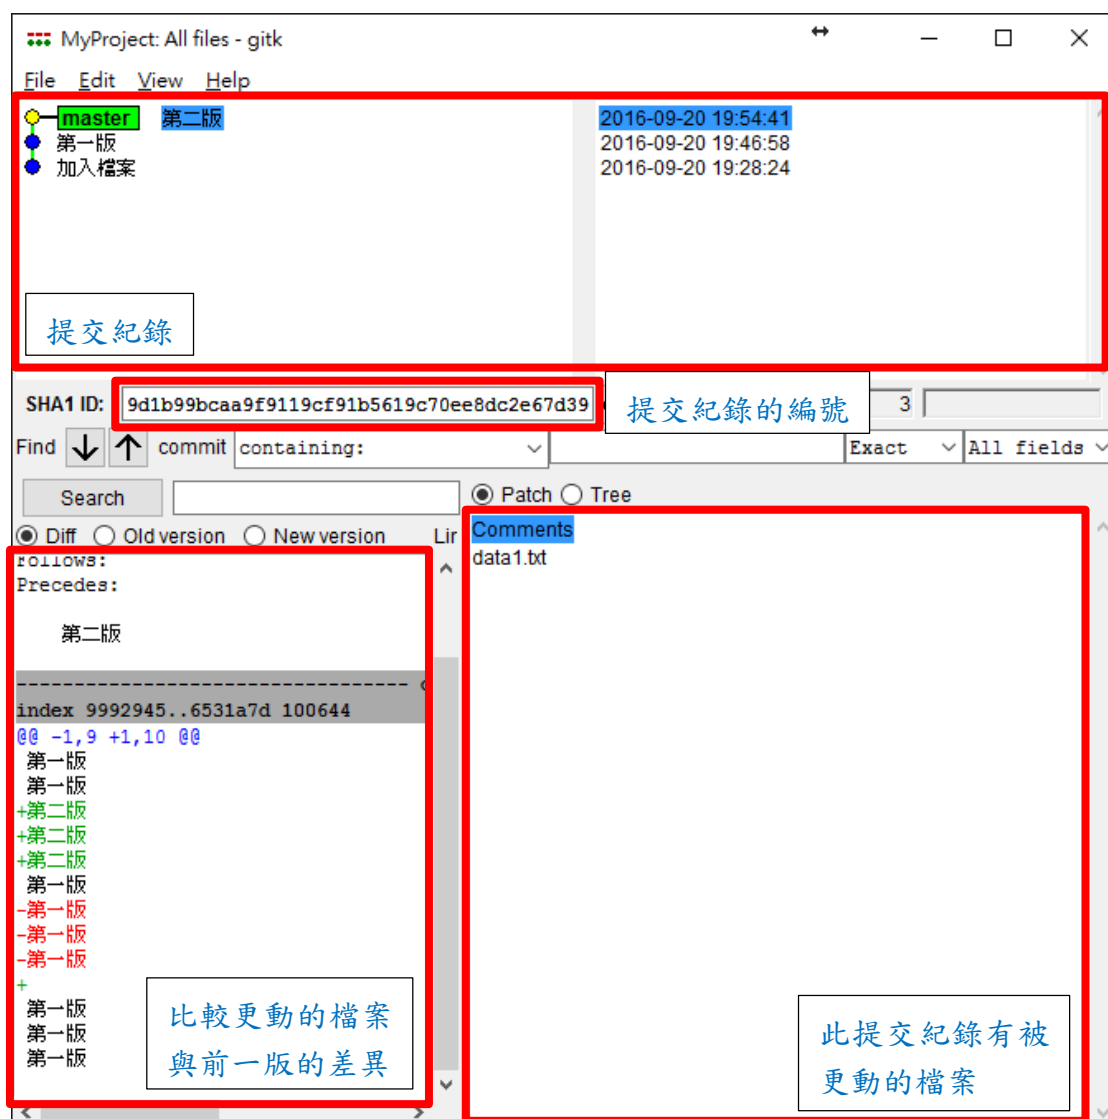 MyProject: All files - gitk
File Edit View Help
master 第二版 2016-09-20 19:54:41
第一版 2016-09-20 19:46:58
加入檔案 2016-09-20 19:28:24
提交紀錄
SHA1 ID: 9d1b99bcaa9f9119cf91b5619c70ee8dc2e67d39 提交紀錄的編號 3
Find commit containing: Exact All fields
Search Patch Tree
Diff Old version New version Lin
Comments
data1.txt
Follows:
Precedes:
第二版
----------------------------------
index 9992945..6531a7d 100644
@@ -1,9 +1,10 @@
第一版
第一版
+第二版
+第二版
+第二版
第一版
-第一版
-第一版
-第一版
+
第一版
第一版
第一版
比較更動的檔案
與前一版的差異
此提交紀錄有被
更動的檔案